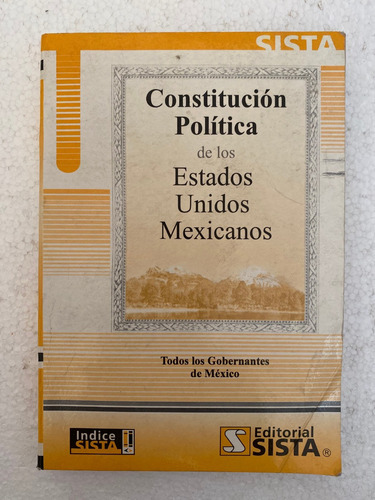 SISTA
Constitución
Política
de los
Estados
Unidos
Mexicanos
Todos los Gobernantes
de México
Indice
SISTA
Editorial
SISTA®